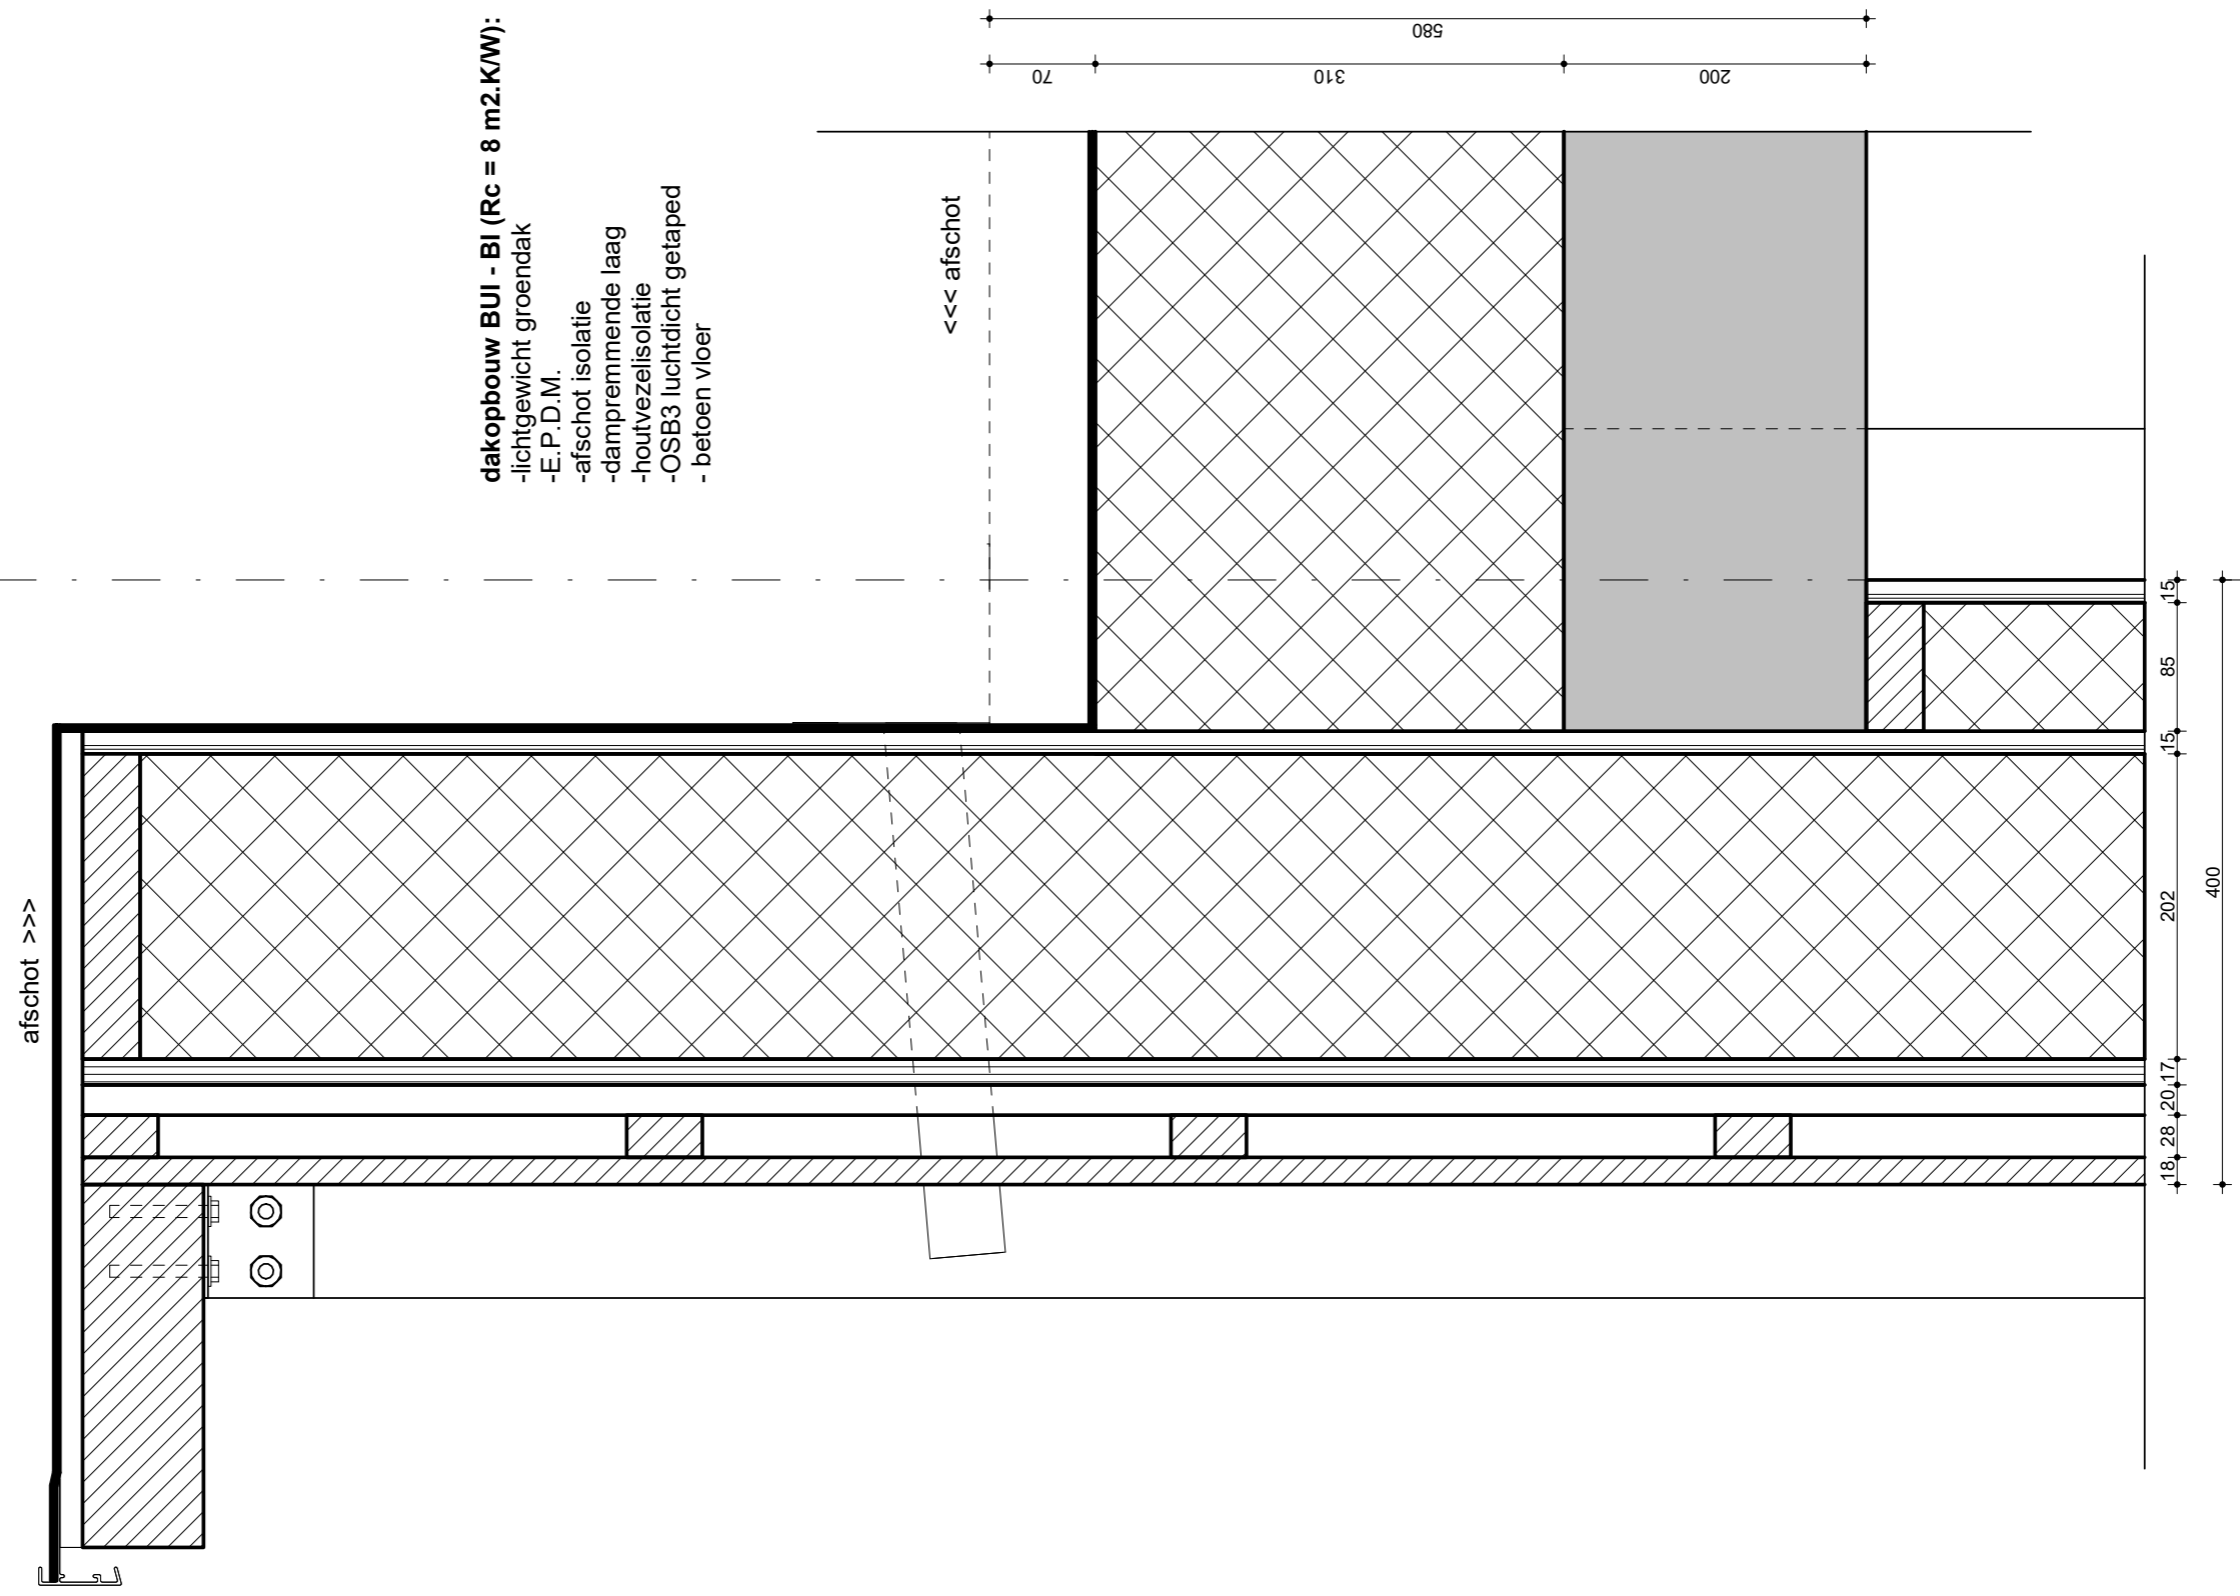 dakopbouw BUI - BI (Rc = 8 m2.K/W):
-lichtgewicht groendak
-E.P.D.M.
-afschot isolatie
-dampremmende laag
-houtvezelisolatie
-OSB3 luchtdicht getaped
- betoen vloer
<<< afschot
afschot >>>
580
70
310
200
15
85
15
202
17
20
28
18
400